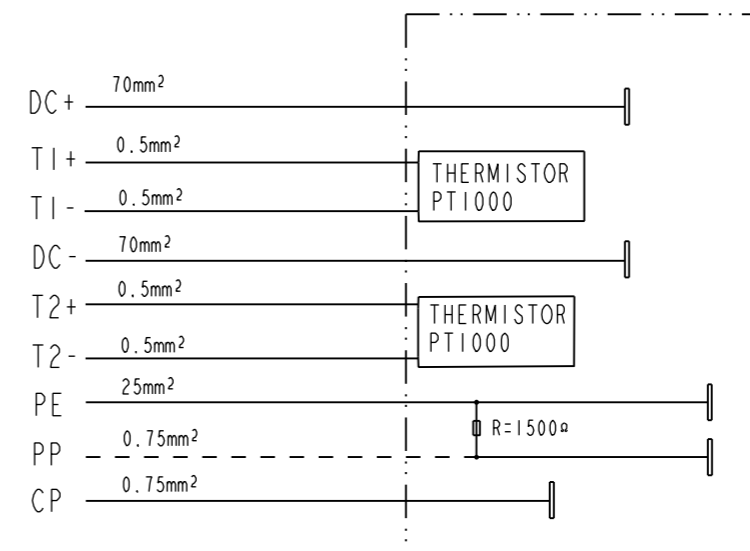 DC+ 70mm²
T1+ 0.5mm²
THERMISTOR
PT1000
T1- 0.5mm²
DC- 70mm²
T2+ 0.5mm²
THERMISTOR
PT1000
T2- 0.5mm²
PE 25mm²
R=1500Ω
PP 0.75mm²
CP 0.75mm²